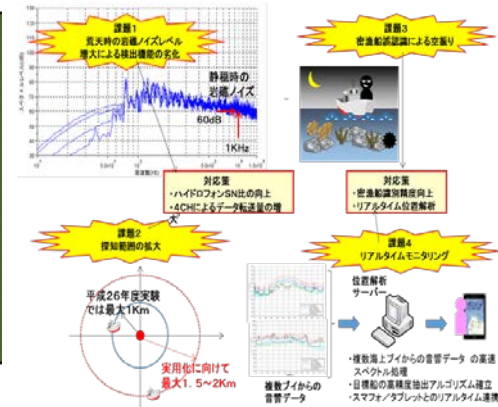 課題1
荒天時の岩礁ノイズレベル
増大による検出機能の劣化
静穏時の
岩礁ノイズ
60dB
1KHz
課題3
密漁船誤認識による空振り
対応策
・ハイドロフォンSN比の向上
・4CHによるデータ転送量の増
大
対応策
・密漁船識別精度向上
・リアルタイム位置解析
課題2
探知範囲の拡大
平成26年度実験
では最大1Km
実用化に向けて
最大1.5~2Km
課題4
リアルタイムモニタリング
位置解析
サーバー
複数ブイからの
音響データ
・複数海上ブイからの音響データ の高速
スペクトル処理
・目標船の高精度抽出アルゴリズム確立
・スマフォ/タブレットとのリアルタイム連携